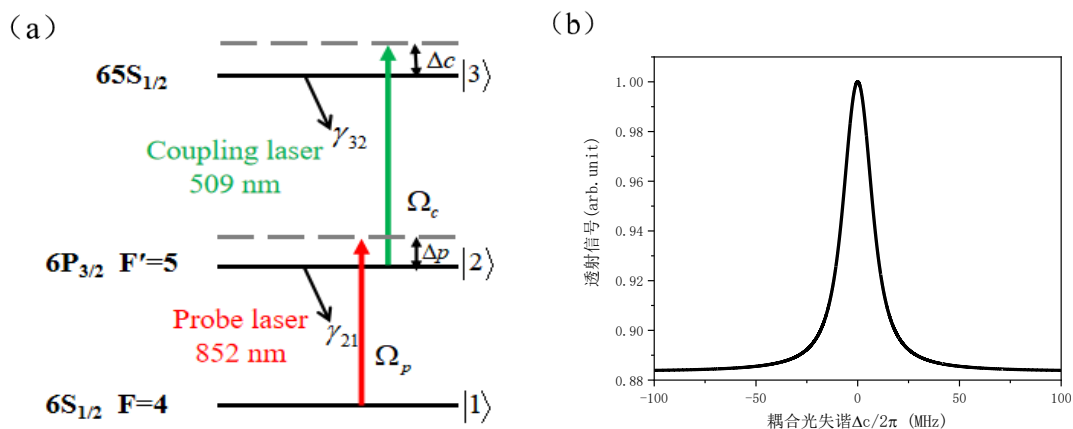 (a)
65S1/2
Δc
|3⟩
γ32
Coupling laser
509 nm
Ωc
6P3/2 F′=5
Δp
|2⟩
Probe laser
852 nm
γ21
Ωp
6S1/2 F=4
|1⟩
(b)
透射信号(arb.unit)
1.00
0.98
0.96
0.94
0.92
0.90
0.88
-100
-50
0
50
100
耦合光失谐Δc/2π (MHz)